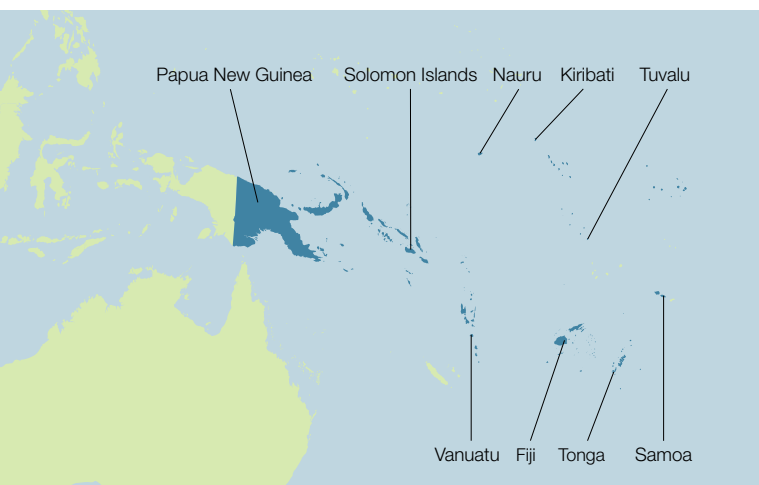 Papua New Guinea Solomon Islands Nauru Kiribati Tuvalu
Vanuatu Fiji Tonga Samoa